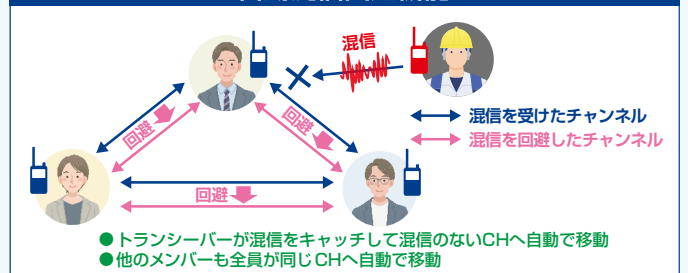 混信
混信を受けたチャンネル
混信を回避したチャンネル
回避
回避
回避
●トランシーバーが混信をキャッチして混信のないCHへ自動で移動
●他のメンバーも全員が同じCHへ自動で移動